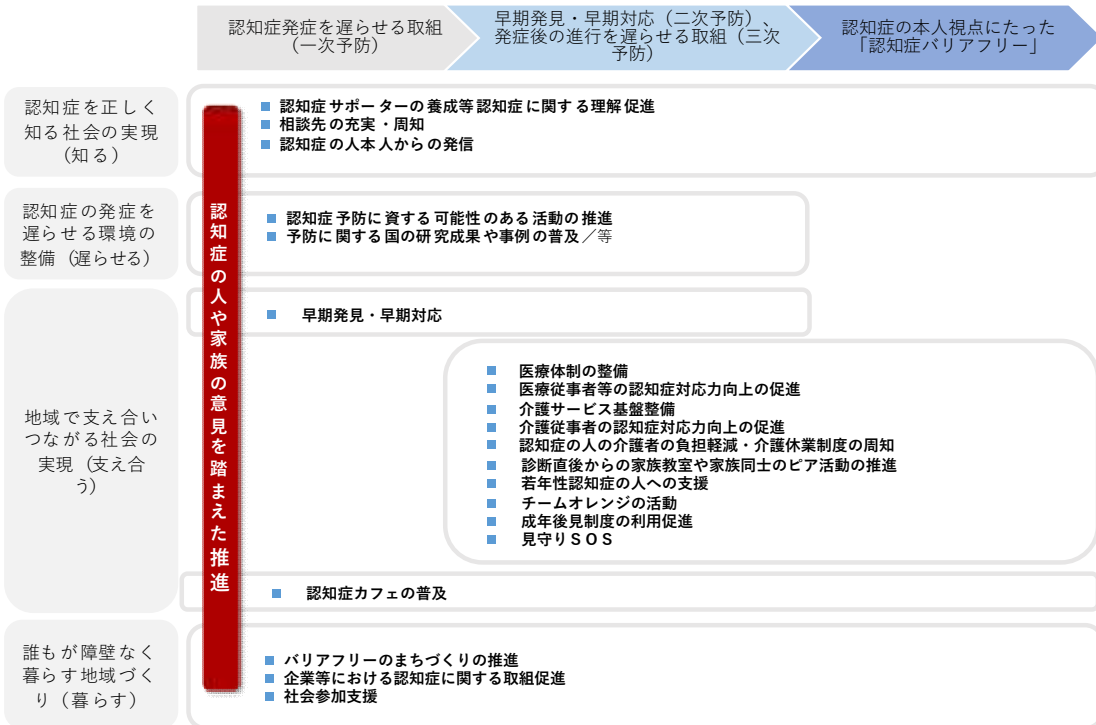 認知症発症を遅らせる取組
(一次予防)
早期発見・早期対応（二次予防）、
発症後の進行を遅らせる取組（三次
予防）
認知症の本人視点にたった
「認知症バリアフリー」
認知症を正しく
知る社会の実現
（知る）
■ 認知症サポーターの養成等認知症に関する理解促進
■ 相談先の充実・周知
■ 認知症の人本人からの発信
認知症の人や家族の意見を踏まえた推進
認知症の発症を
遅らせる環境の
整備（遅らせる）
■ 認知症予防に資する可能性のある活動の推進
■ 予防に関する国の研究成果や事例の普及／等
地域で支え合い
つながる社会の
実現（支え合
う）
■ 早期発見・早期対応
■ 医療体制の整備
■ 医療従事者等の認知症対応力向上の促進
■ 介護サービス基盤整備
■ 介護従事者の認知症対応力向上の促進
■ 認知症の人の介護者の負担軽減・介護休業制度の周知
■ 診断直後からの家族教室や家族同士のピア活動の推進
■ 若年性認知症の人への支援
■ チームオレンジの活動
■ 成年後見制度の利用促進
■ 見守りＳＯＳ
■ 認知症カフェの普及
誰もが障壁なく
暮らす地域づく
り（暮らす）
■ バリアフリーのまちづくりの推進
■ 企業等における認知症に関する取組促進
■ 社会参加支援